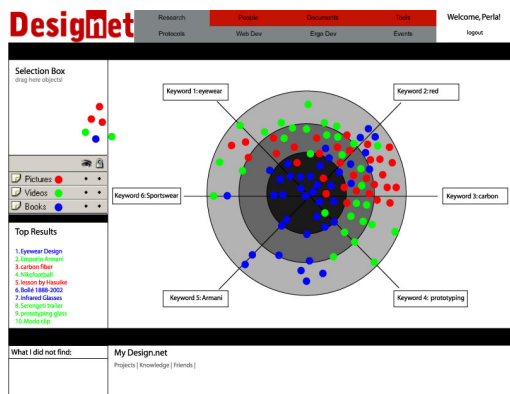 Designet
Research People Documents Tools
Protocols Web Dev Ergo Dev Events
Welcome, Perla!
logout
Selection Box
drag here objects!
Pictures
Videos
Books
Top Results
1.Eyewear Design
2.Emporio Armani
3.carbon fiber
4.Nikefootball
5.lesson by Hasuike
6.Bollé 1888-2002
7.Infrared Glasses
8.Serengeti trailer
9.prototyping glass
10.Modo clip
Keyword 1: eyewear
Keyword 2: red
Keyword 6: Sportswear
Keyword 3: carbon
Keyword 5: Armani
Keyword 4: prototyping
What I did not find:
My Design.net
Projects | Knowledge | Friends |